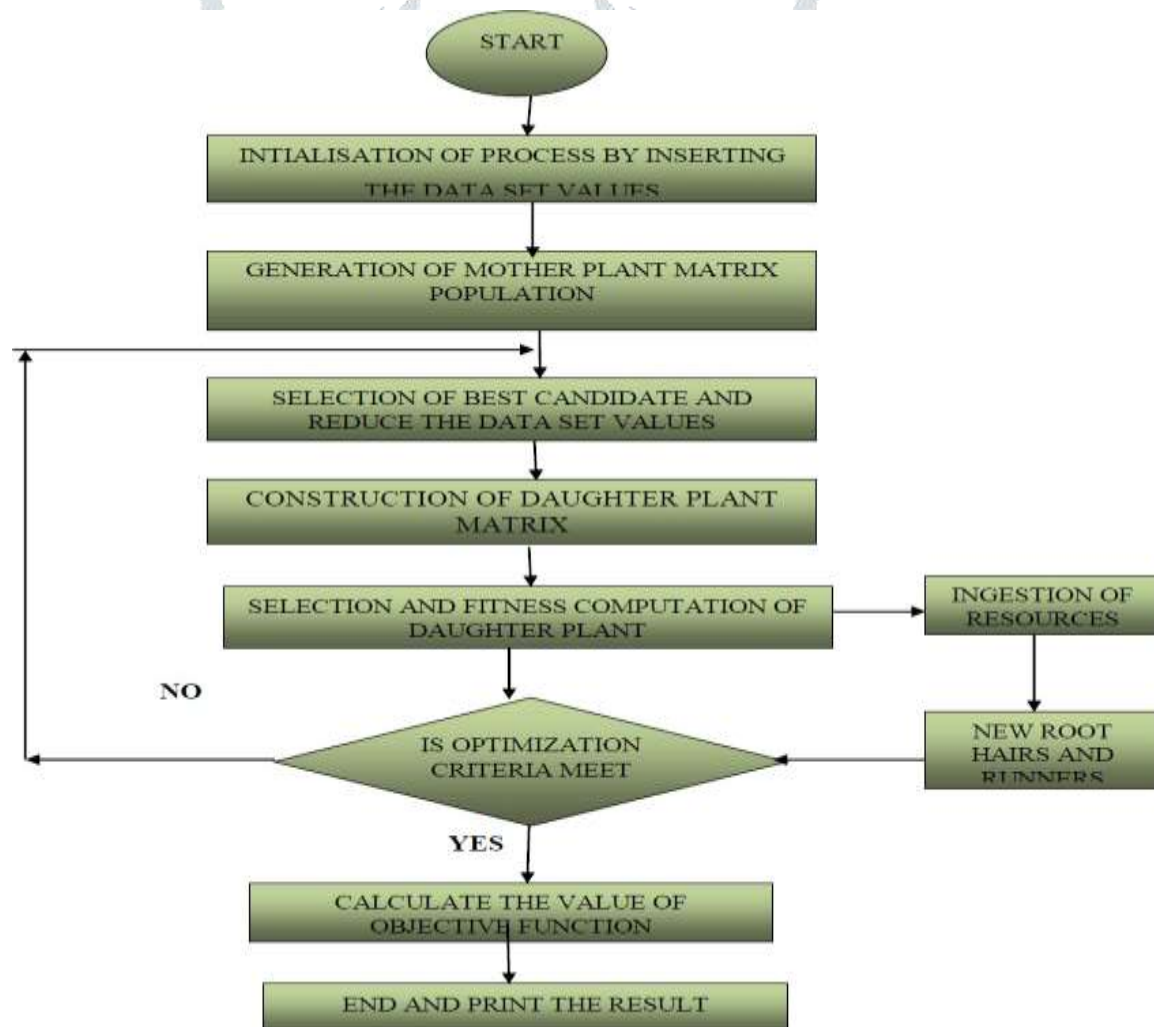 START
INTIALISATION OF PROCESS BY INSERTING
THE DATA SET VALUES
GENERATION OF MOTHER PLANT MATRIX
POPULATION
SELECTION OF BEST CANDIDATE AND
REDUCE THE DATA SET VALUES
CONSTRUCTION OF DAUGHTER PLANT
MATRIX
SELECTION AND FITNESS COMPUTATION OF
DAUGHTER PLANT
INGESTION OF
RESOURCES
NEW ROOT
HAIRS AND
RUNNERS
NO
IS OPTIMIZATION
CRITERIA MEET
YES
CALCULATE THE VALUE OF
OBJECTIVE FUNCTION
END AND PRINT THE RESULT